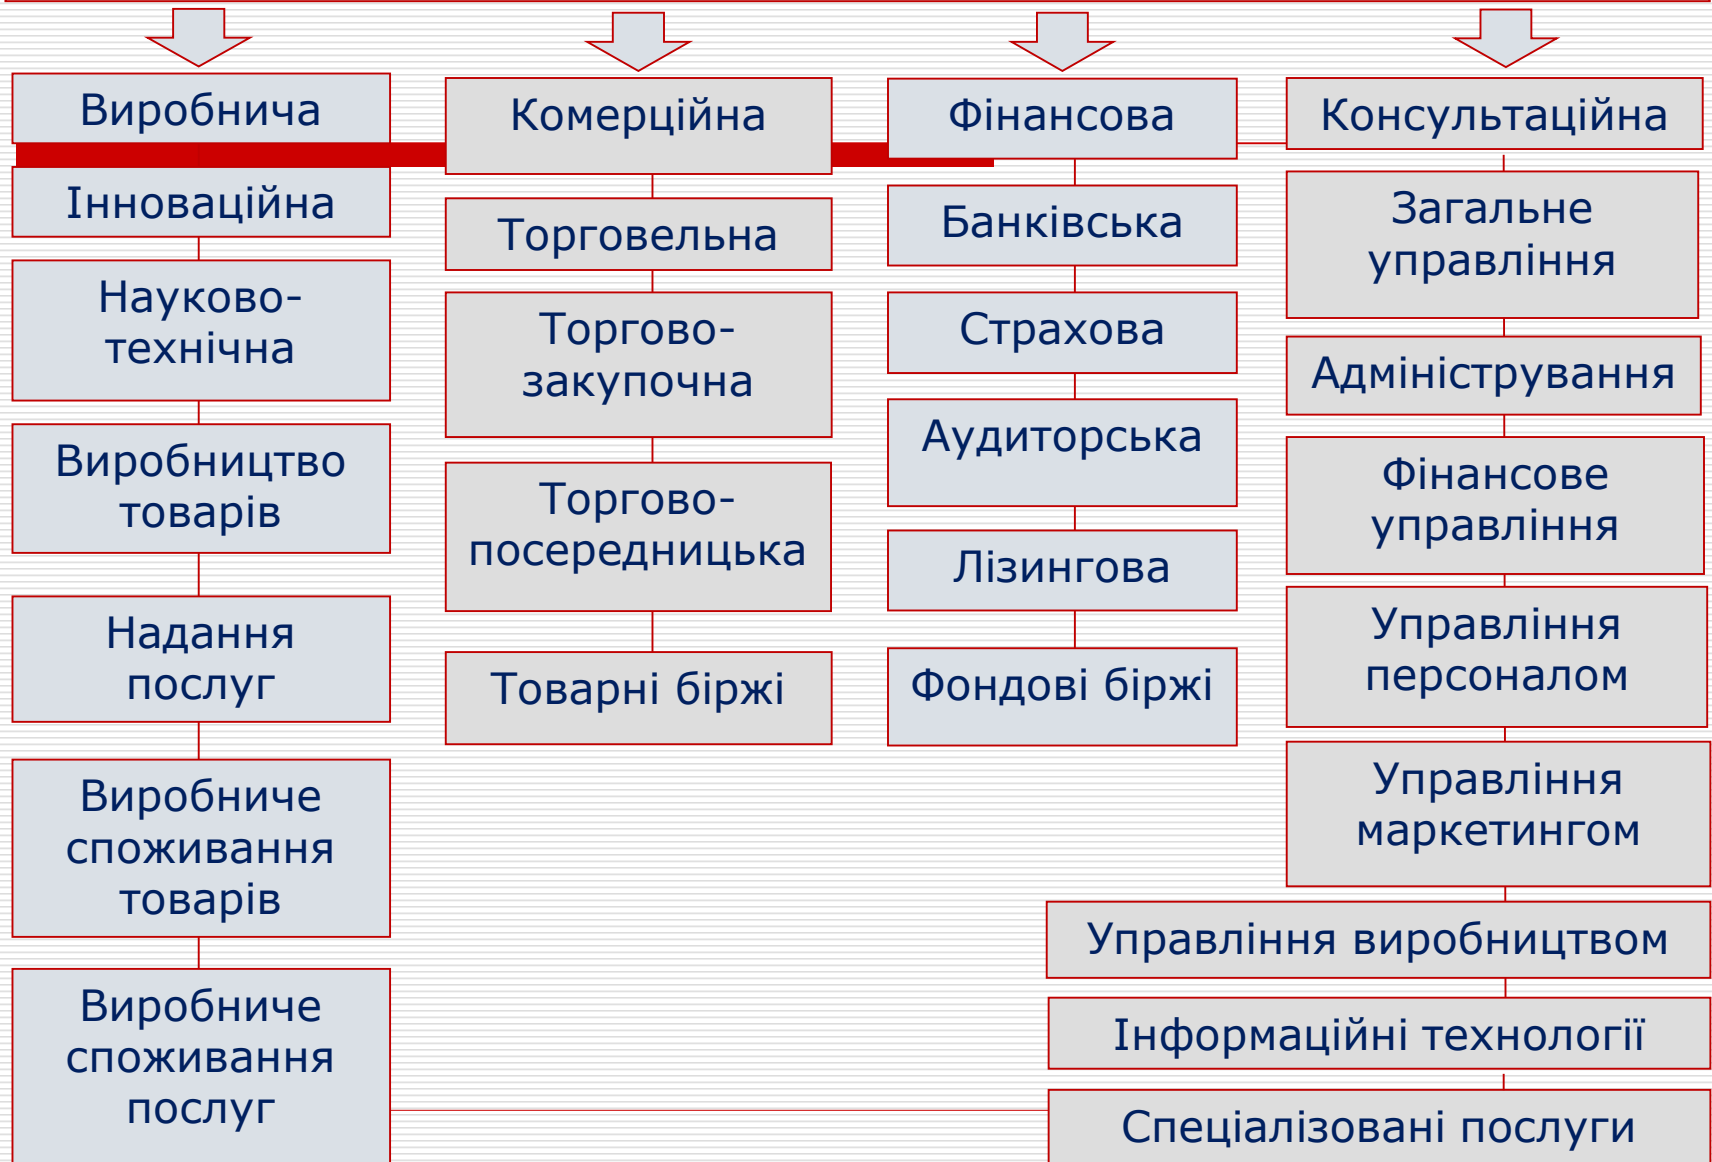 Виробнича
Інноваційна
Науково-
технічна
Виробництво
товарів
Надання
послуг
Виробниче
споживання
товарів
Виробниче
споживання
послуг
Комерційна
Торговельна
Торгово-
закупочна
Торгово-
посередницька
Товарні біржі
Фінансова
Банківська
Страхова
Аудиторська
Лізингова
Фондові біржі
Консультаційна
Загальне
управління
Адміністрування
Фінансове
управління
Управління
персоналом
Управління
маркетингом
Управління виробництвом
Інформаційні технології
Спеціалізовані послуги